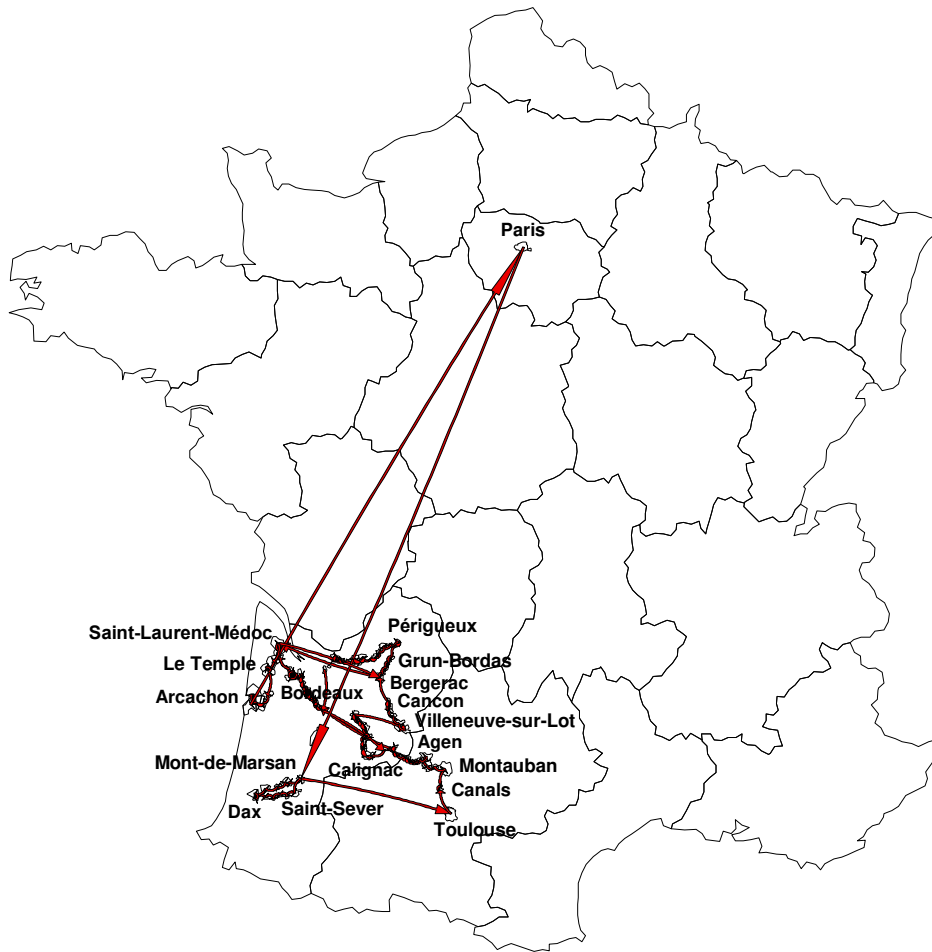 Paris
Périgueux
Saint-Laurent-Médoc
Grun-Bordas
Le Temple
Bergerac
Bordeaux
Arcachon
Cancon
Villeneuve-sur-Lot
Agen
Mont-de-Marsan
Calignac
Montauban
Canals
Dax
Saint-Sever
Toulouse